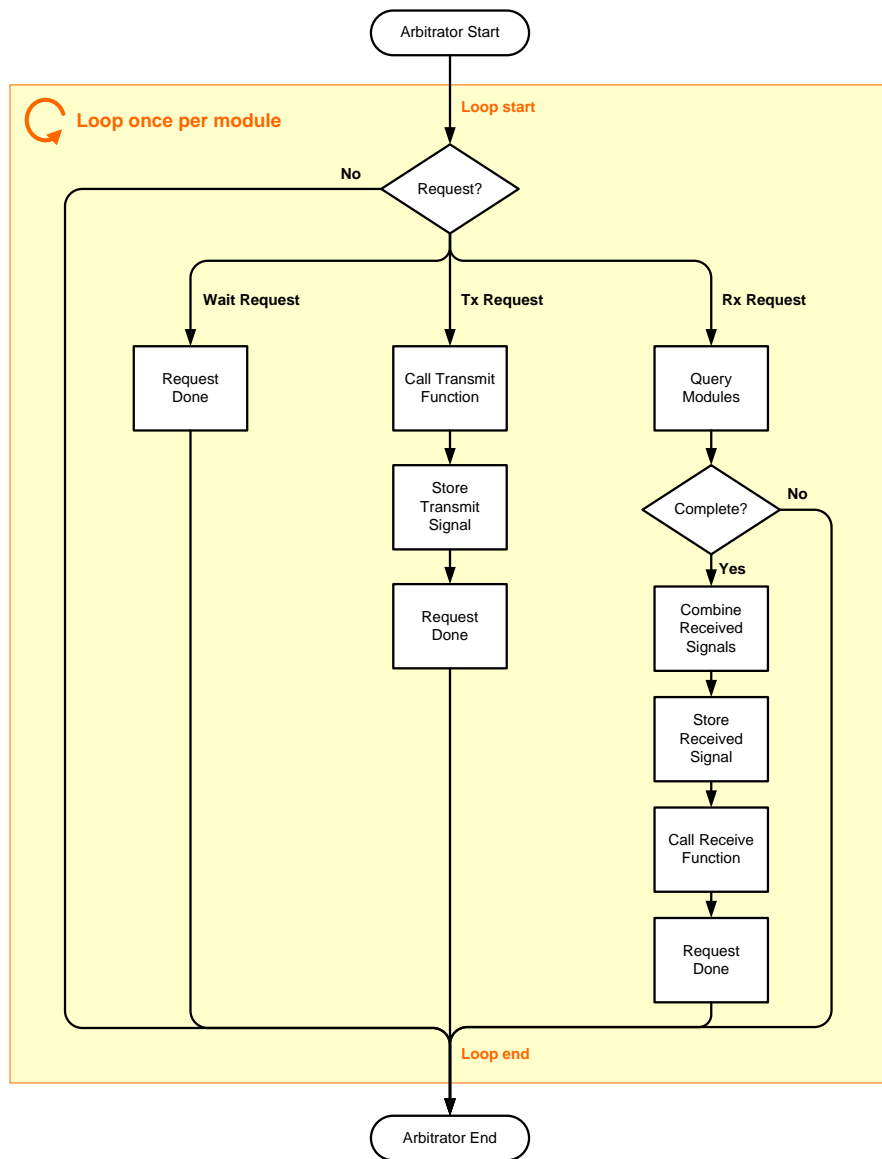 Arbitrator Start
Loop start
Loop once per module
No
Request?
Wait Request
Tx Request
Rx Request
Request
Done
Call Transmit
Function
Query
Modules
Store
Transmit
Signal
Complete?
No
Yes
Request
Done
Combine
Received
Signals
Store
Received
Signal
Call Receive
Function
Request
Done
Loop end
Arbitrator End